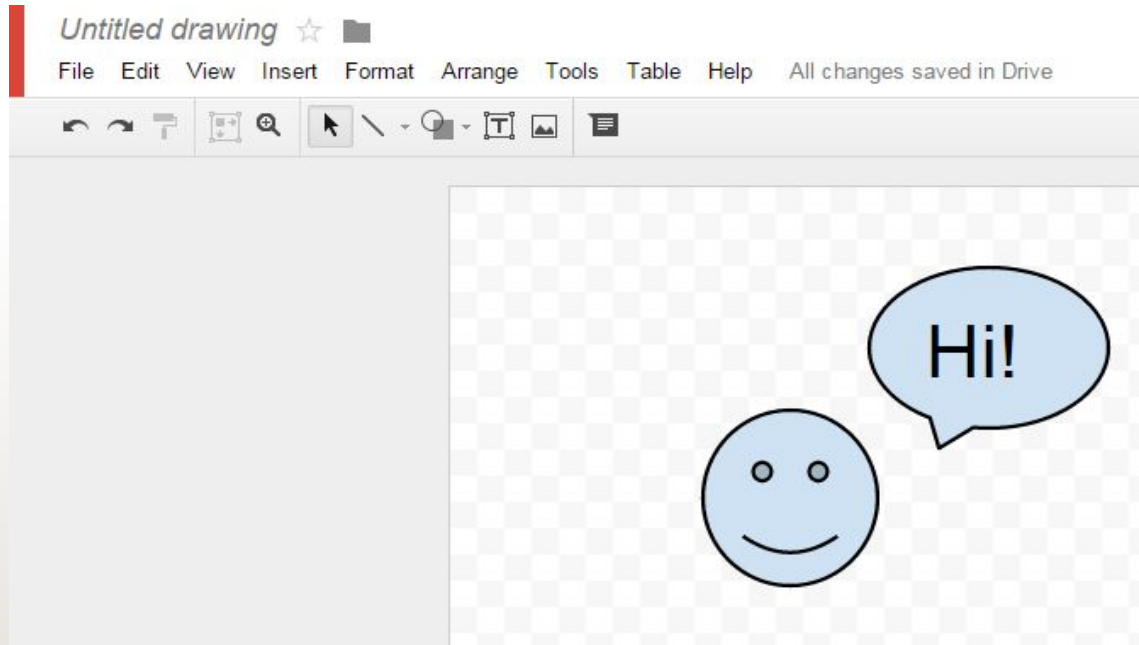 Untitled drawing
File Edit View Insert Format Arrange Tools Table Help All changes saved in Drive
T
Hi!